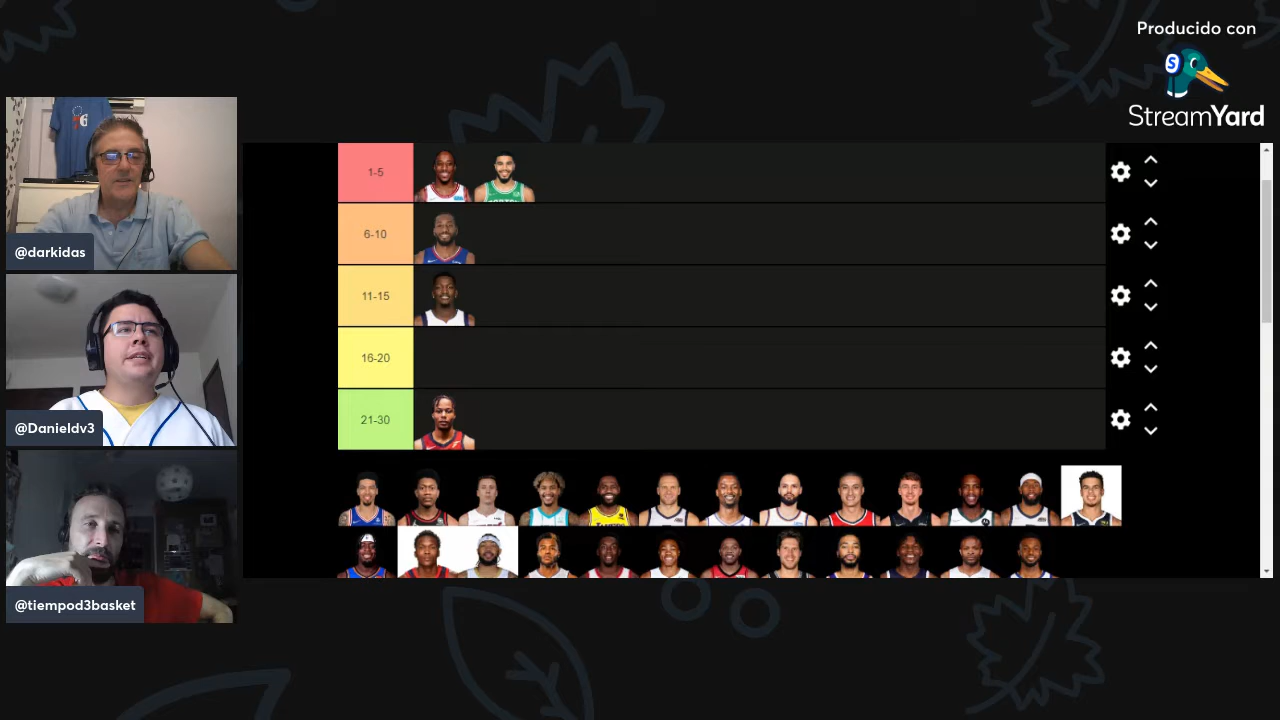 Producido con
StreamYard
@darkidas
@Danieldv3
@tiempod3basket
1-5
6-10
11-15
16-20
21-30